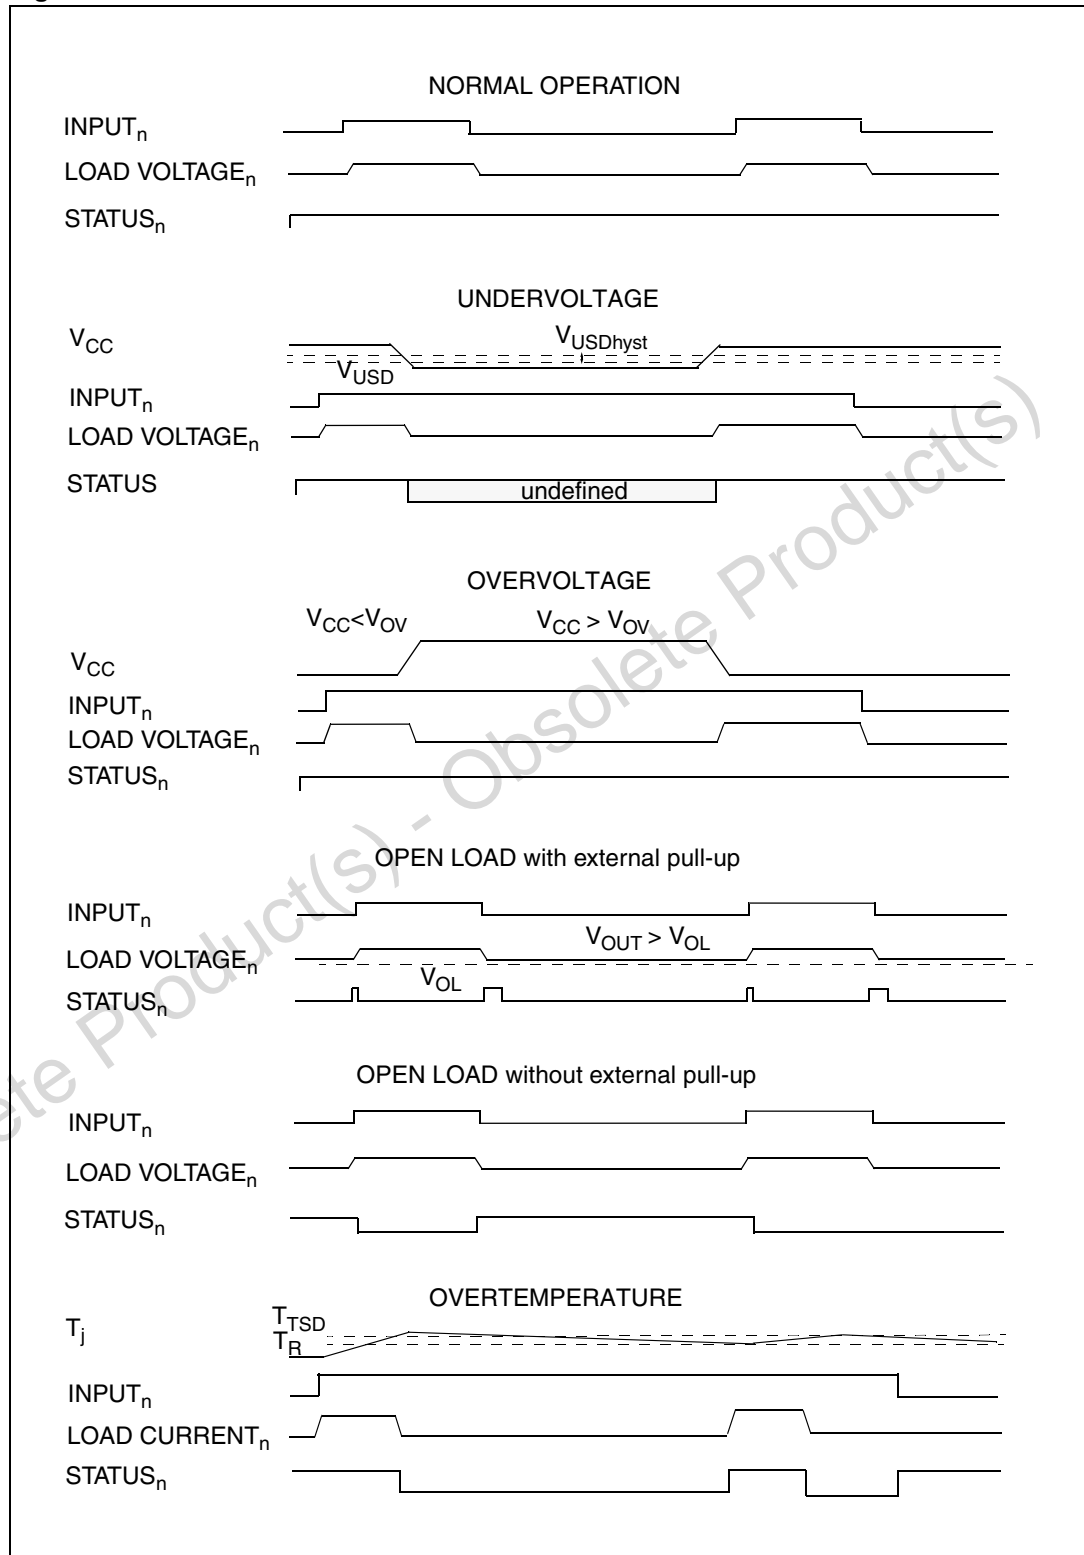 NORMAL OPERATION
INPUTn
LOAD VOLTAGEn
STATUSn
UNDERVOLTAGE
VCC
VUSDhyst
VUSD
INPUTn
LOAD VOLTAGEn
STATUS
undefined
OVERVOLTAGE
VCC<VOV
VCC > VOV
VCC
INPUTn
LOAD VOLTAGEn
STATUSn
OPEN LOAD with external pull-up
INPUTn
VOUT > VOL
LOAD VOLTAGEn
VOL
STATUSn
OPEN LOAD without external pull-up
INPUTn
LOAD VOLTAGEn
STATUSn
OVERTEMPERATURE
Tj
TTSD
TR
INPUTn
LOAD CURRENTn
STATUSn
ete Product(s) - Obsolete Product(s)